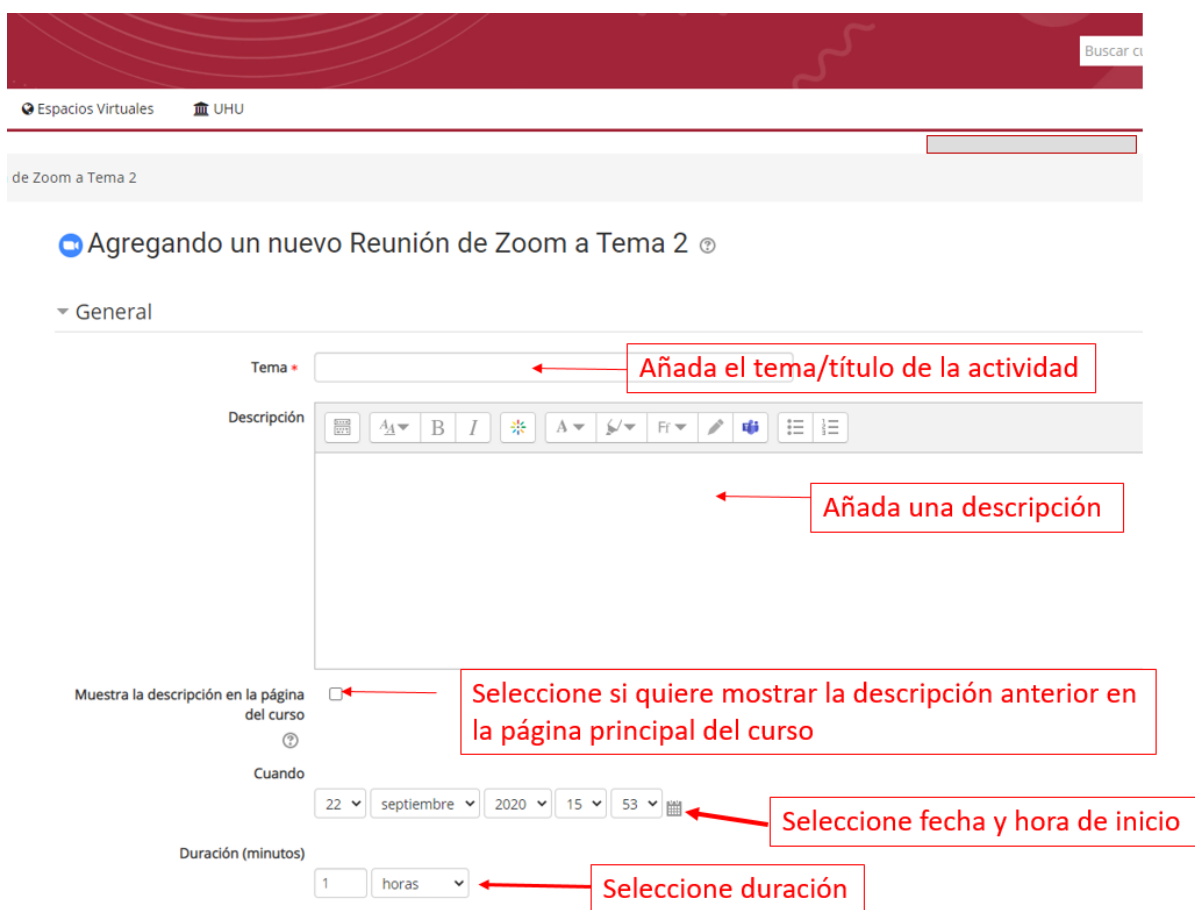 Buscar
Espacios Virtuales UHU
de Zoom a Tema 2
Agregando un nuevo Reunión de Zoom a Tema 2
General
Tema *
Añada el tema/título de la actividad
Descripción
B I A Ff
Añada una descripción
Muestra la descripción en la página
del curso
Seleccione si quiere mostrar la descripción anterior en
la página principal del curso
Cuando
22 septiembre 2020 15 53
Seleccione fecha y hora de inicio
Duración (minutos)
1 horas
Seleccione duración